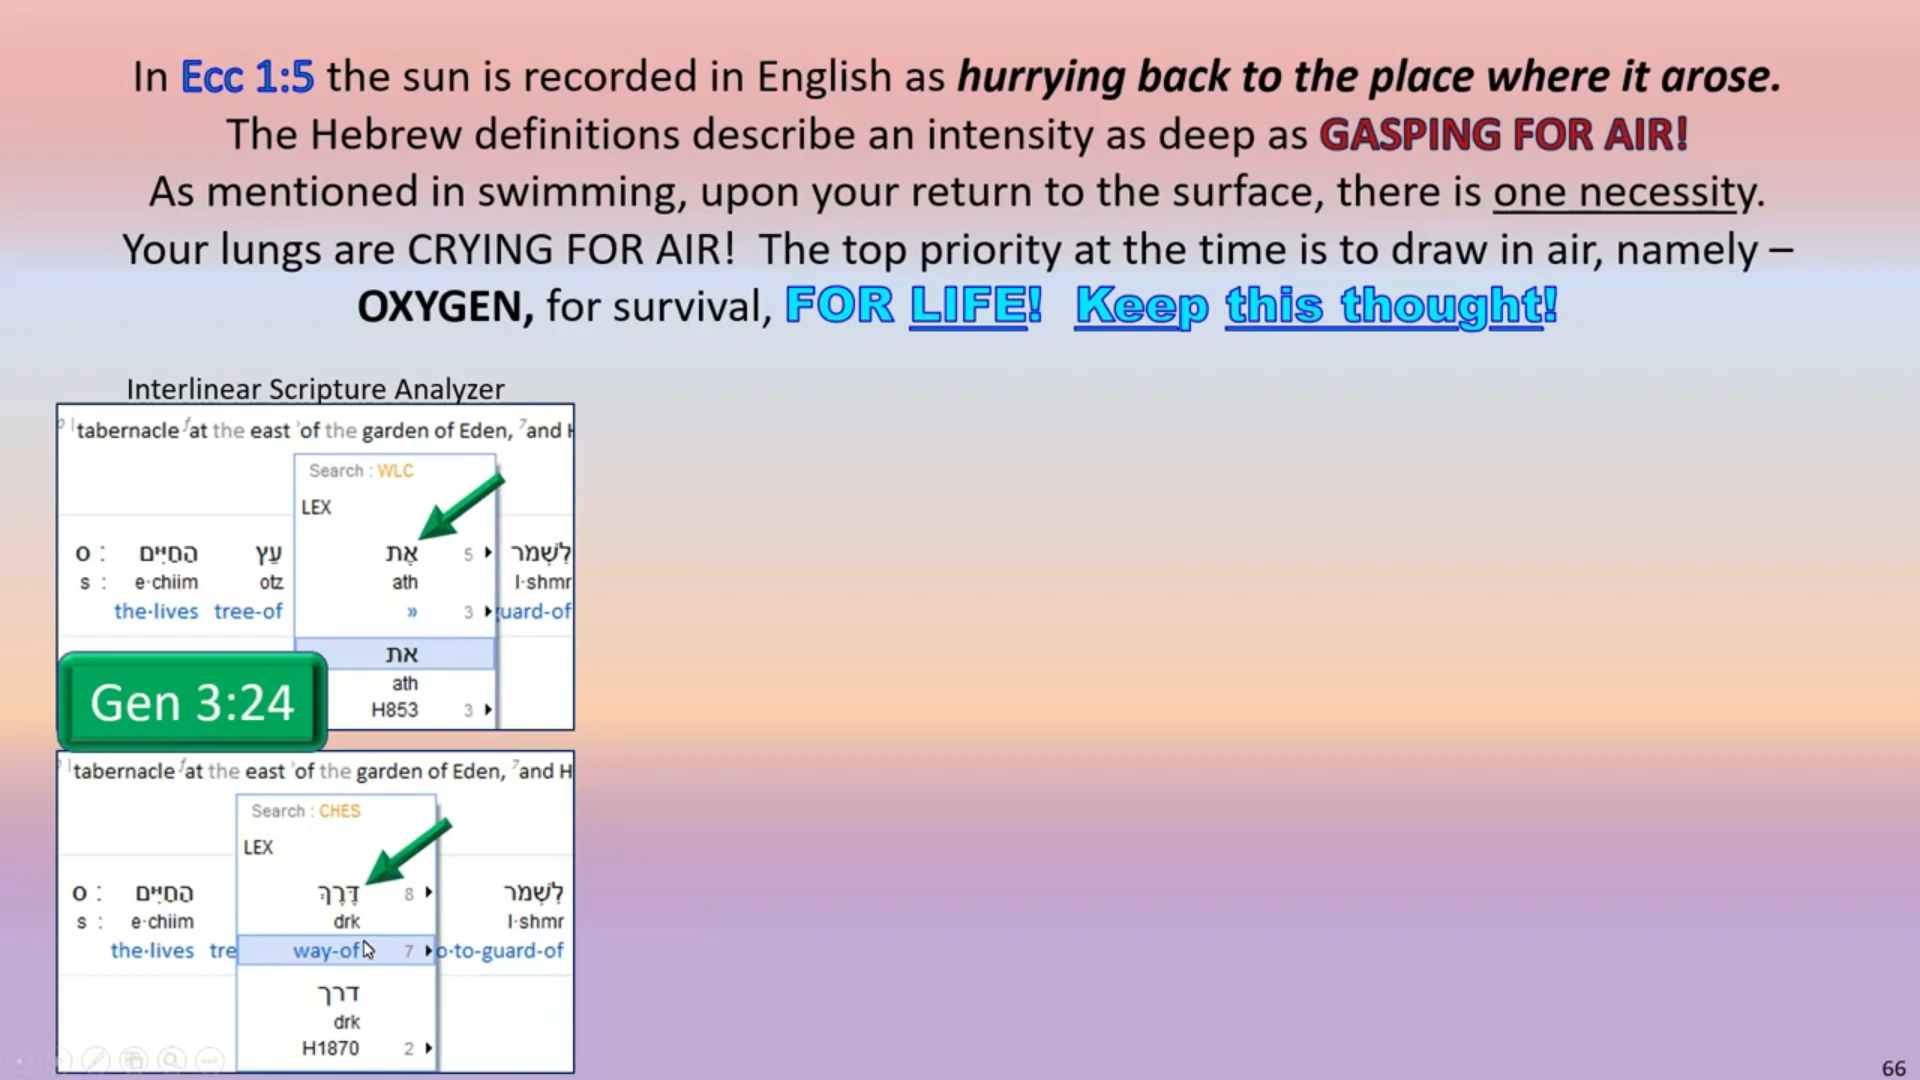 In Ecc 1:5 the sun is recorded in English as hurrying back to the place where it arose.
The Hebrew definitions describe an intensity as deep as GASPING FOR AIR!
As mentioned in swimming, upon your return to the surface, there is one necessity.
Your lungs are CRYING FOR AIR!  The top priority at the time is to draw in air, namely –
OXYGEN, for survival, FOR LIFE!  Keep this thought!
Interlinear Scripture Analyzer
tabernacle at the east of the garden of Eden, 7and
Search : WLC
LEX
o : הַחַיִּים עֵץ אֶת 5 לִשְׁמֹר
s : e·chiim otz ath l·shmr
the·lives tree-of » 3 uard-of
את
ath
H853 3
Gen 3:24
tabernacle at the east of the garden of Eden, 7and H
Search : CHES
LEX
o : הַחַיִּים דֶּרֶךְ 8 לִשְׁמֹר
s : e·chiim drk l·shmr
the·lives tre way-of 7 o·to-guard-of
דרך
drk
H1870 2
66